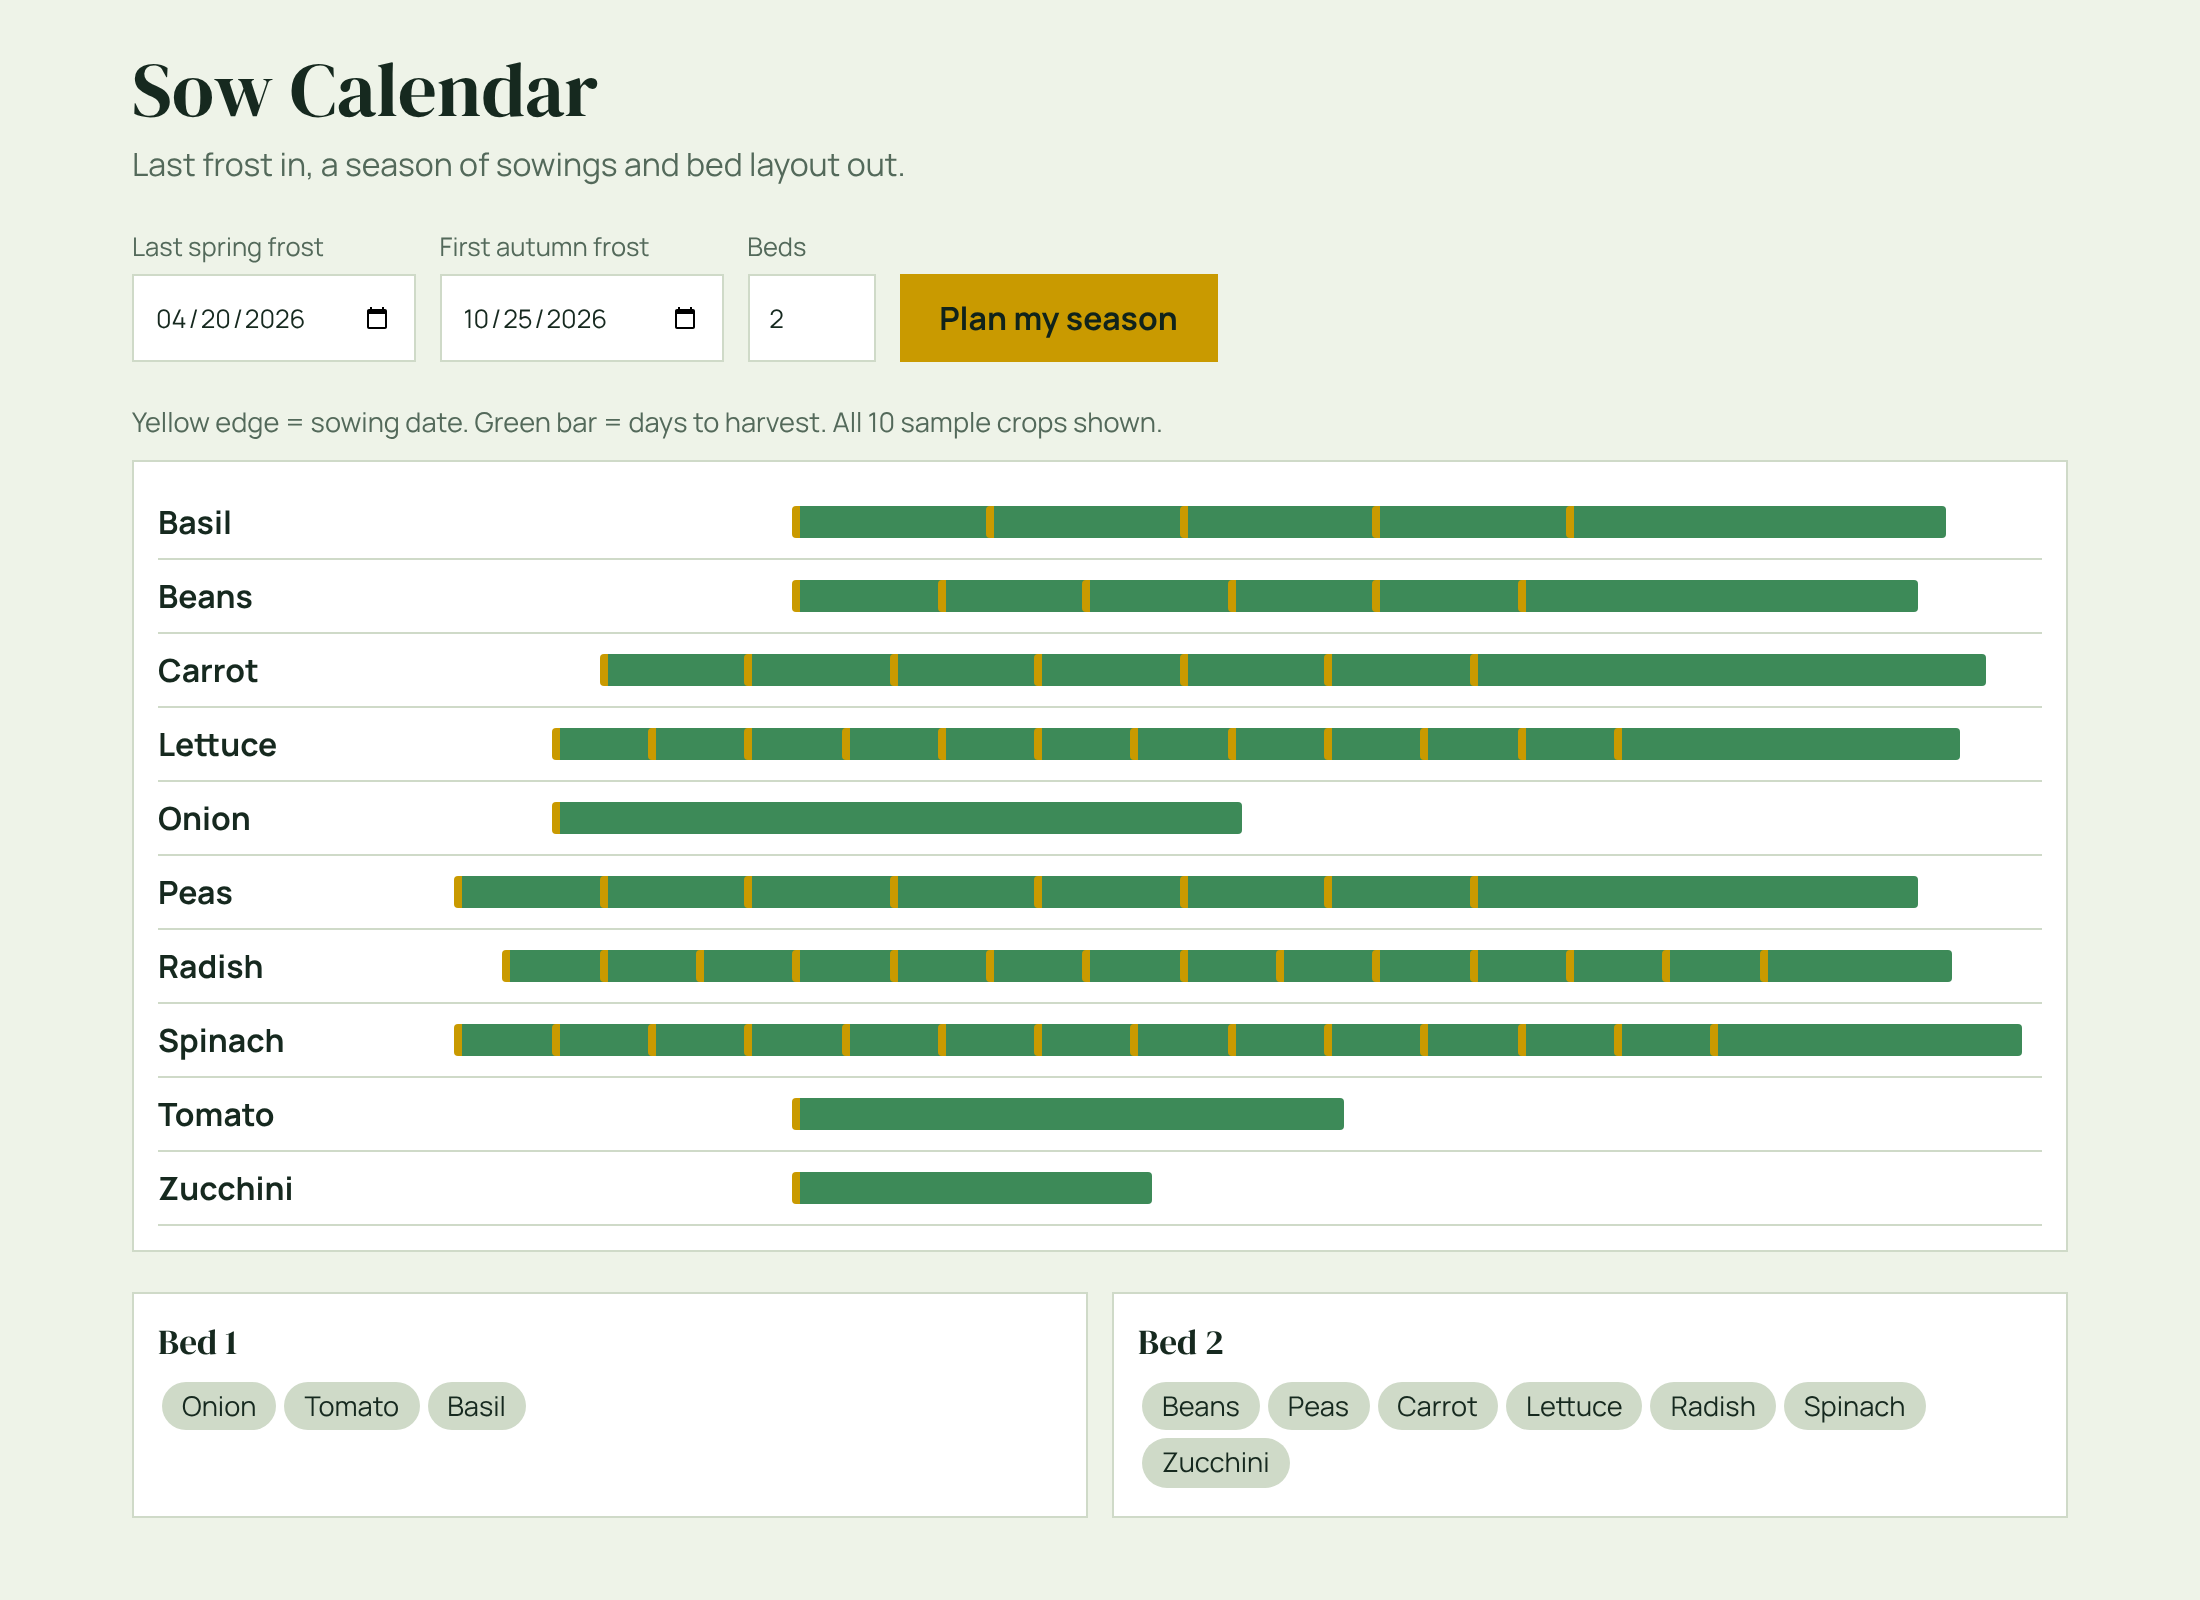 Sow Calendar
Last frost in, a season of sowings and bed layout out.
Last spring frost First autumn frost Beds
04/20/2026 10/25/2026 2 Plan my season
Yellow edge = sowing date. Green bar = days to harvest. All 10 sample crops shown.
Basil
Beans
Carrot
Lettuce
Onion
Peas
Radish
Spinach
Tomato
Zucchini
Bed 1
Onion Tomato Basil
Bed 2
Beans Peas Carrot Lettuce Radish Spinach
Zucchini